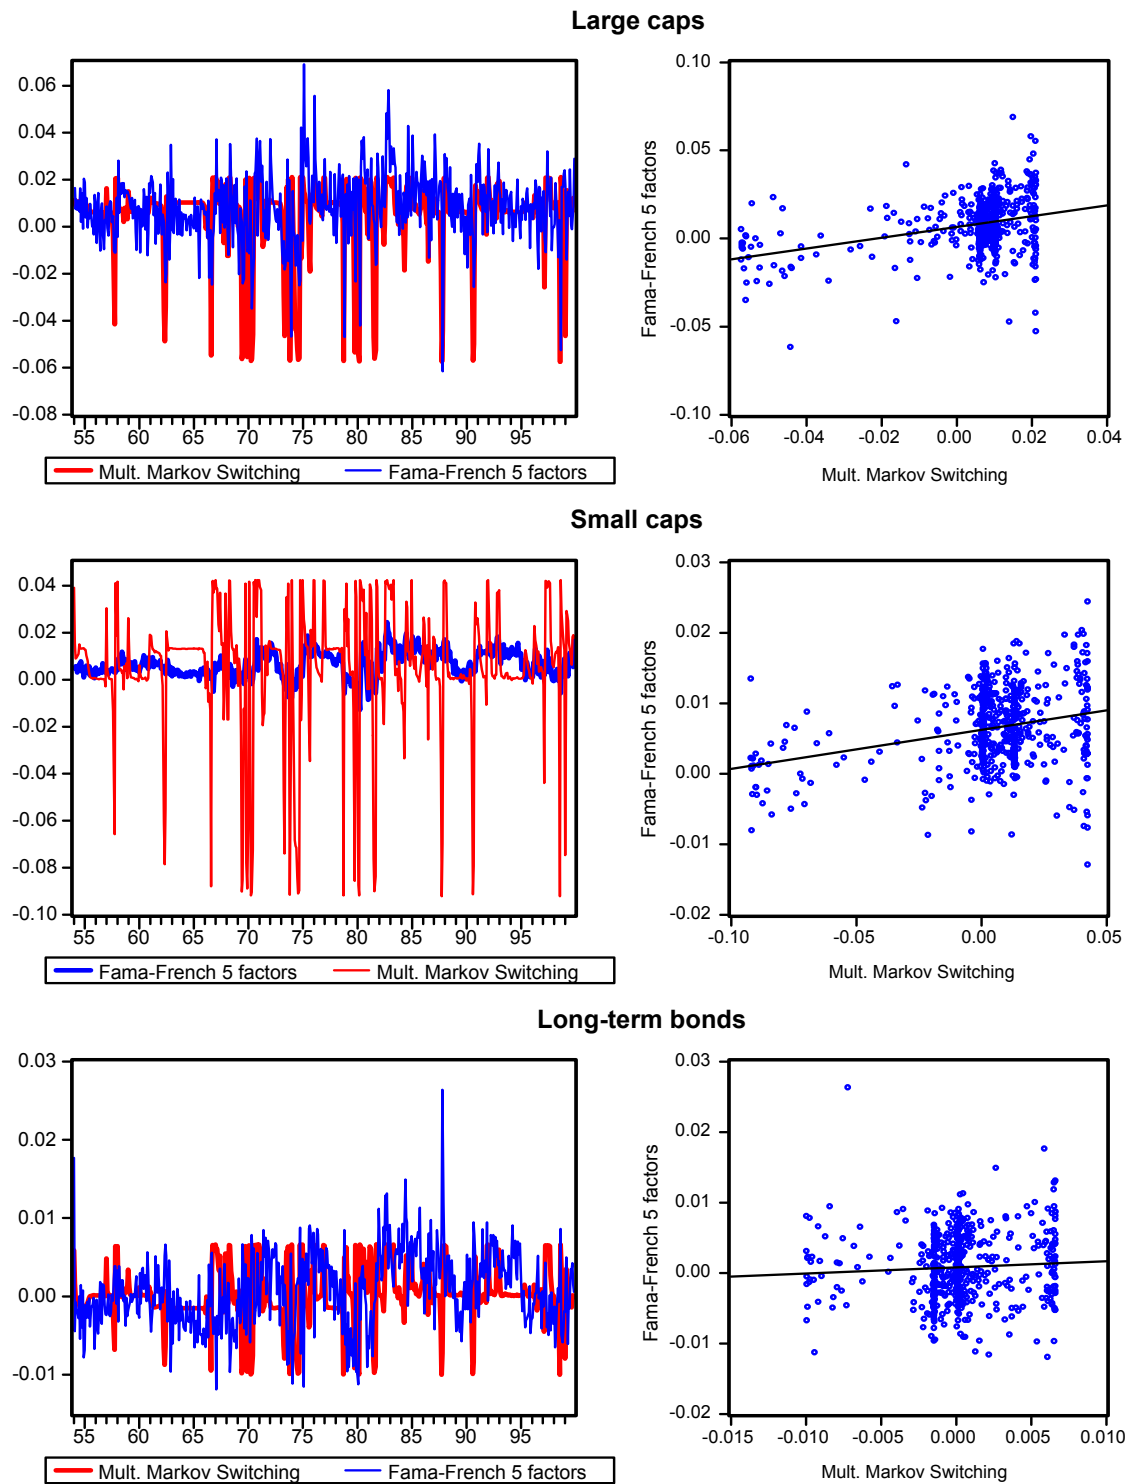 Large caps
0.06
0.04
0.02
0.00
-0.02
-0.04
-0.06
-0.08
55 60 65 70 75 80 85 90 95
Mult. Markov Switching Fama-French 5 factors
Fama-French 5 factors
0.10
0.05
0.00
-0.05
-0.10
-0.06 -0.04 -0.02 0.00 0.02 0.04
Mult. Markov Switching
Small caps
0.04
0.02
0.00
-0.02
-0.04
-0.06
-0.08
-0.10
55 60 65 70 75 80 85 90 95
Fama-French 5 factors Mult. Markov Switching
Fama-French 5 factors
0.03
0.02
0.01
0.00
-0.01
-0.02
-0.10 -0.05 0.00 0.05
Mult. Markov Switching
Long-term bonds
0.03
0.02
0.01
0.00
-0.01
55 60 65 70 75 80 85 90 95
Mult. Markov Switching Fama-French 5 factors
Fama-French 5 factors
0.03
0.02
0.01
0.00
-0.01
-0.02
-0.015 -0.010 -0.005 0.000 0.005 0.010
Mult. Markov Switching